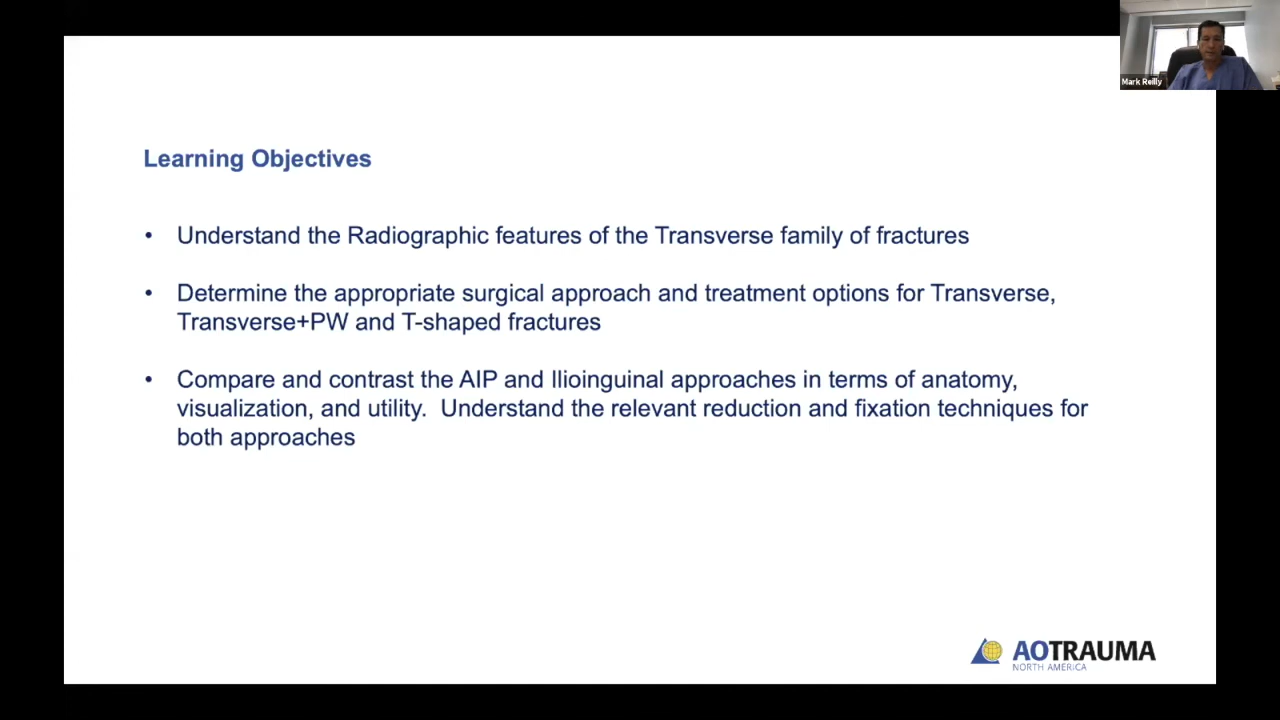 Mark Reilly
Learning Objectives
• Understand the Radiographic features of the Transverse family of fractures
• Determine the appropriate surgical approach and treatment options for Transverse,
Transverse+PW and T-shaped fractures
• Compare and contrast the AIP and Ilioinguinal approaches in terms of anatomy,
visualization, and utility.  Understand the relevant reduction and fixation techniques for
both approaches
AOTRAUMA
NORTH AMERICA